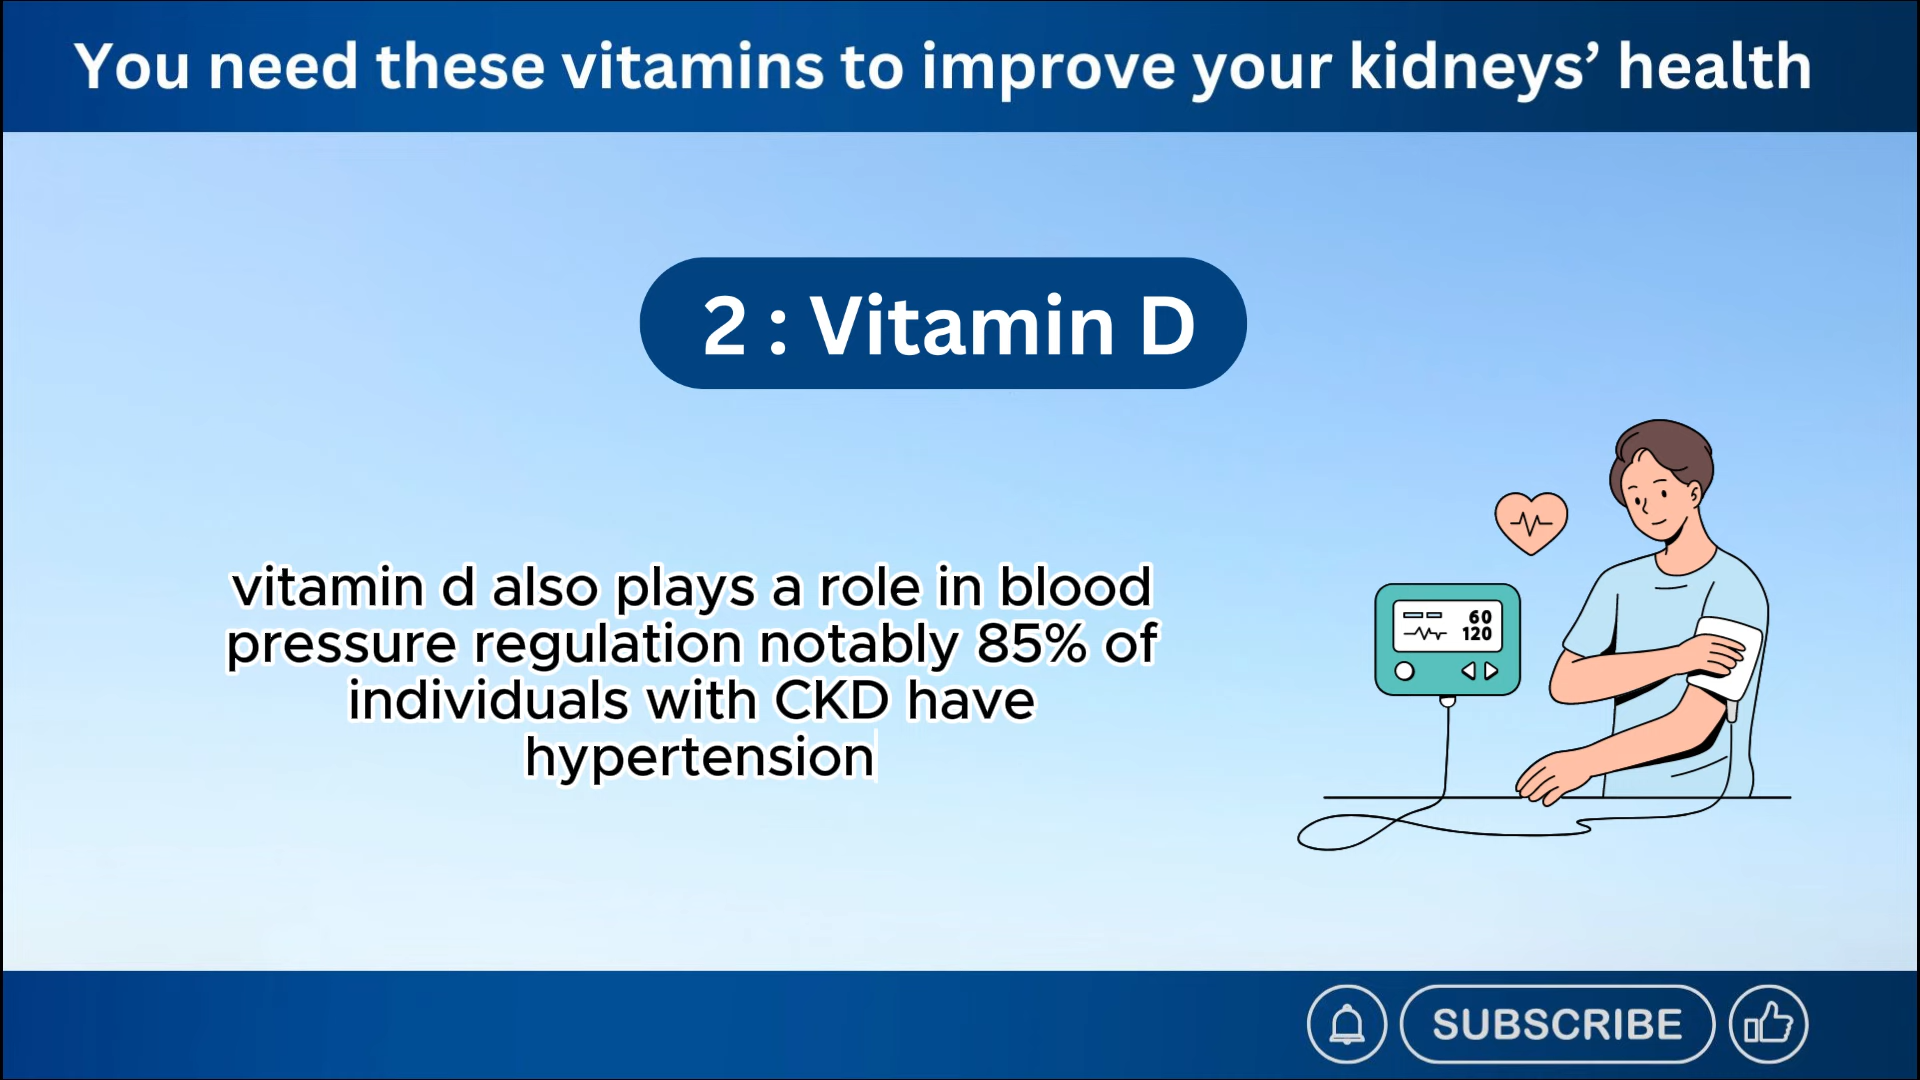 You need these vitamins to improve your kidneys’ health
2 : Vitamin D
vitamin d also plays a role in blood
pressure regulation notably 85% of
individuals with CKD have
hypertension
60
120
SUBSCRIBE